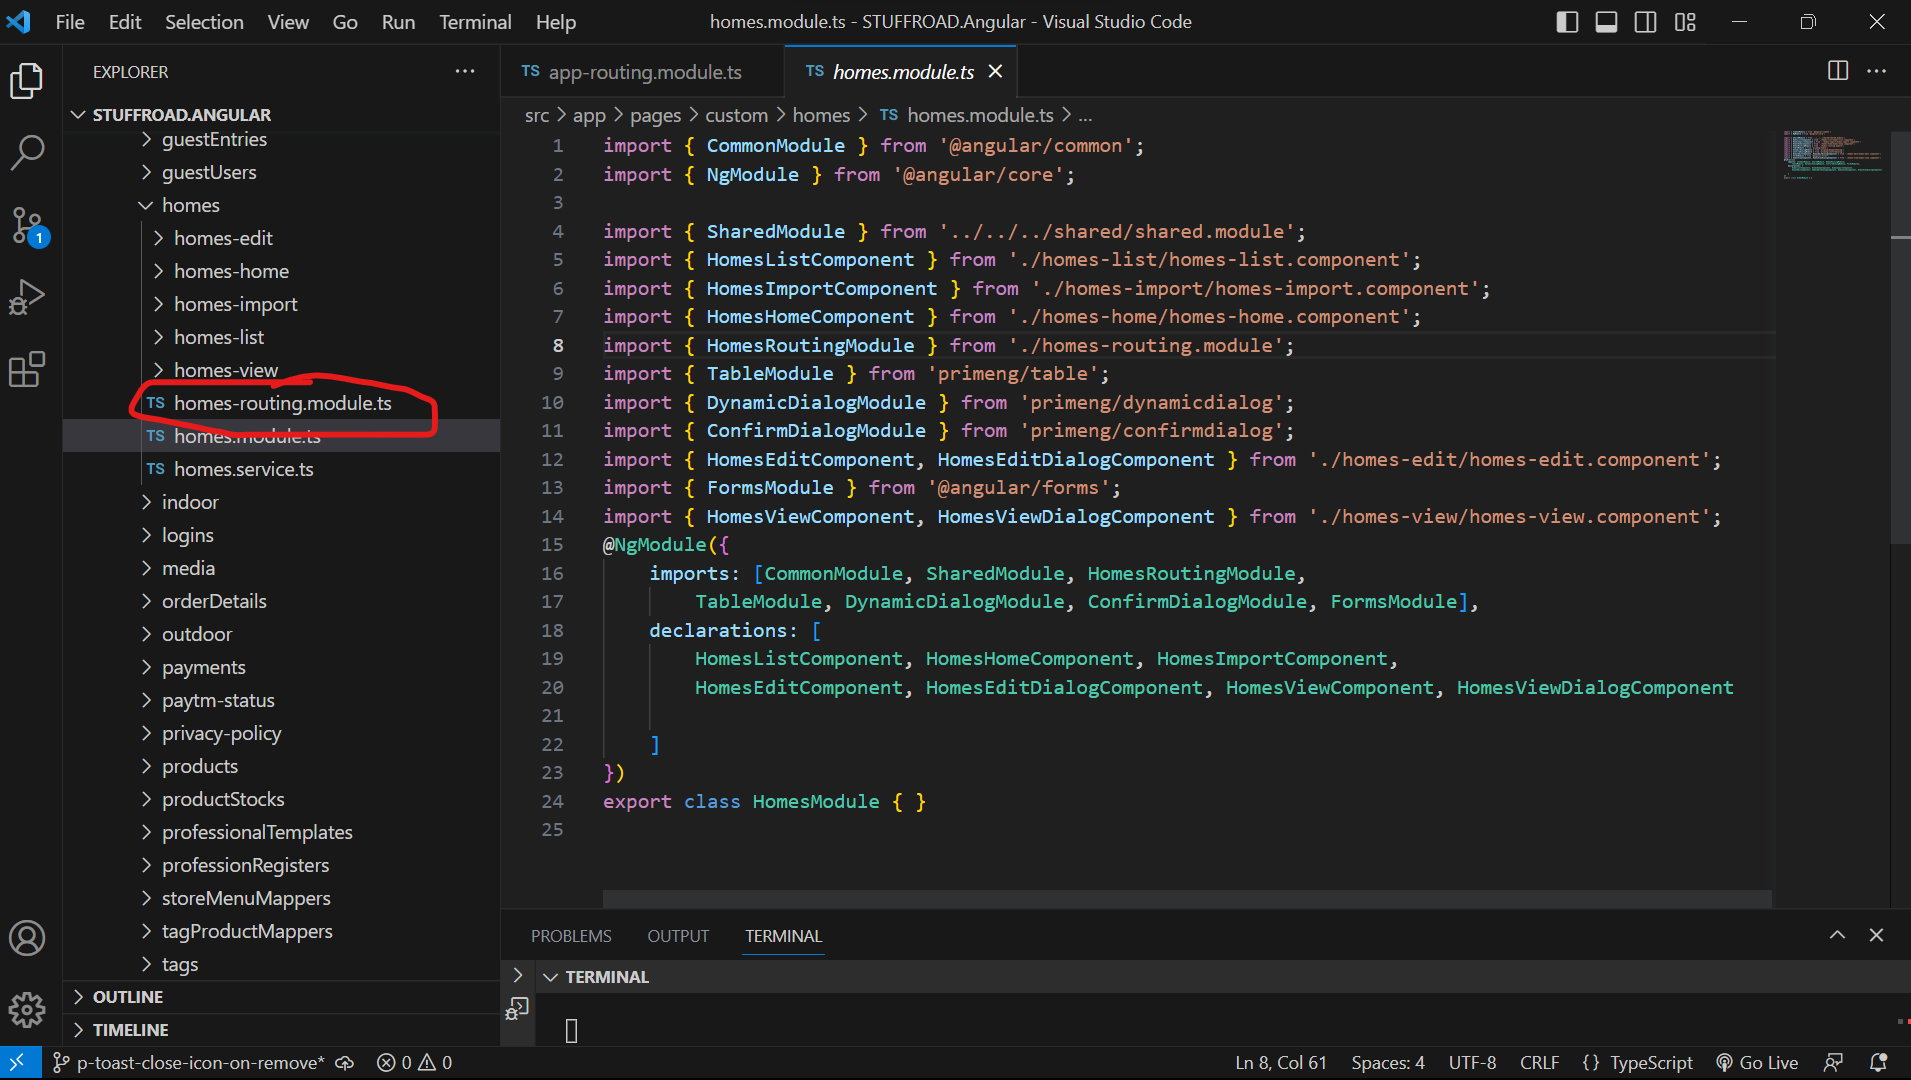 File Edit Selection View Go Run Terminal Help
homes.module.ts - STUFFROAD.Angular - Visual Studio Code
EXPLORER
STUFFROAD.ANGULAR
guestEntries
guestUsers
homes
homes-edit
homes-home
homes-import
homes-list
homes-view
TS homes-routing.module.ts
TS homes.module.ts
TS homes.service.ts
indoor
logins
media
orderDetails
outdoor
payments
paytm-status
privacy-policy
products
productStocks
professionalTemplates
professionRegisters
storeMenuMappers
tagProductMappers
tags
OUTLINE
TIMELINE
1
TS app-routing.module.ts
TS homes.module.ts
src > app > pages > custom > homes > TS homes.module.ts > ...
1 import { CommonModule } from '@angular/common';
2 import { NgModule } from '@angular/core';
3
4 import { SharedModule } from '../../../shared/shared.module';
5 import { HomesListComponent } from './homes-list/homes-list.component';
6 import { HomesImportComponent } from './homes-import/homes-import.component';
7 import { HomesHomeComponent } from './homes-home/homes-home.component';
8 import { HomesRoutingModule } from './homes-routing.module';
9 import { TableModule } from 'primeng/table';
10 import { DynamicDialogModule } from 'primeng/dynamicdialog';
11 import { ConfirmDialogModule } from 'primeng/confirmdialog';
12 import { HomesEditComponent, HomesEditDialogComponent } from './homes-edit/homes-edit.component';
13 import { FormsModule } from '@angular/forms';
14 import { HomesViewComponent, HomesViewDialogComponent } from './homes-view/homes-view.component';
15 @NgModule({
16 imports: [CommonModule, SharedModule, HomesRoutingModule,
17 TableModule, DynamicDialogModule, ConfirmDialogModule, FormsModule],
18 declarations: [
19 HomesListComponent, HomesHomeComponent, HomesImportComponent,
20 HomesEditComponent, HomesEditDialogComponent, HomesViewComponent, HomesViewDialogComponent
21
22 ]
23 })
24 export class HomesModule { }
25
PROBLEMS OUTPUT TERMINAL
TERMINAL
p-toast-close-icon-on-remove* 0 0
Ln 8, Col 61 Spaces: 4 UTF-8 CRLF {} TypeScript Go Live